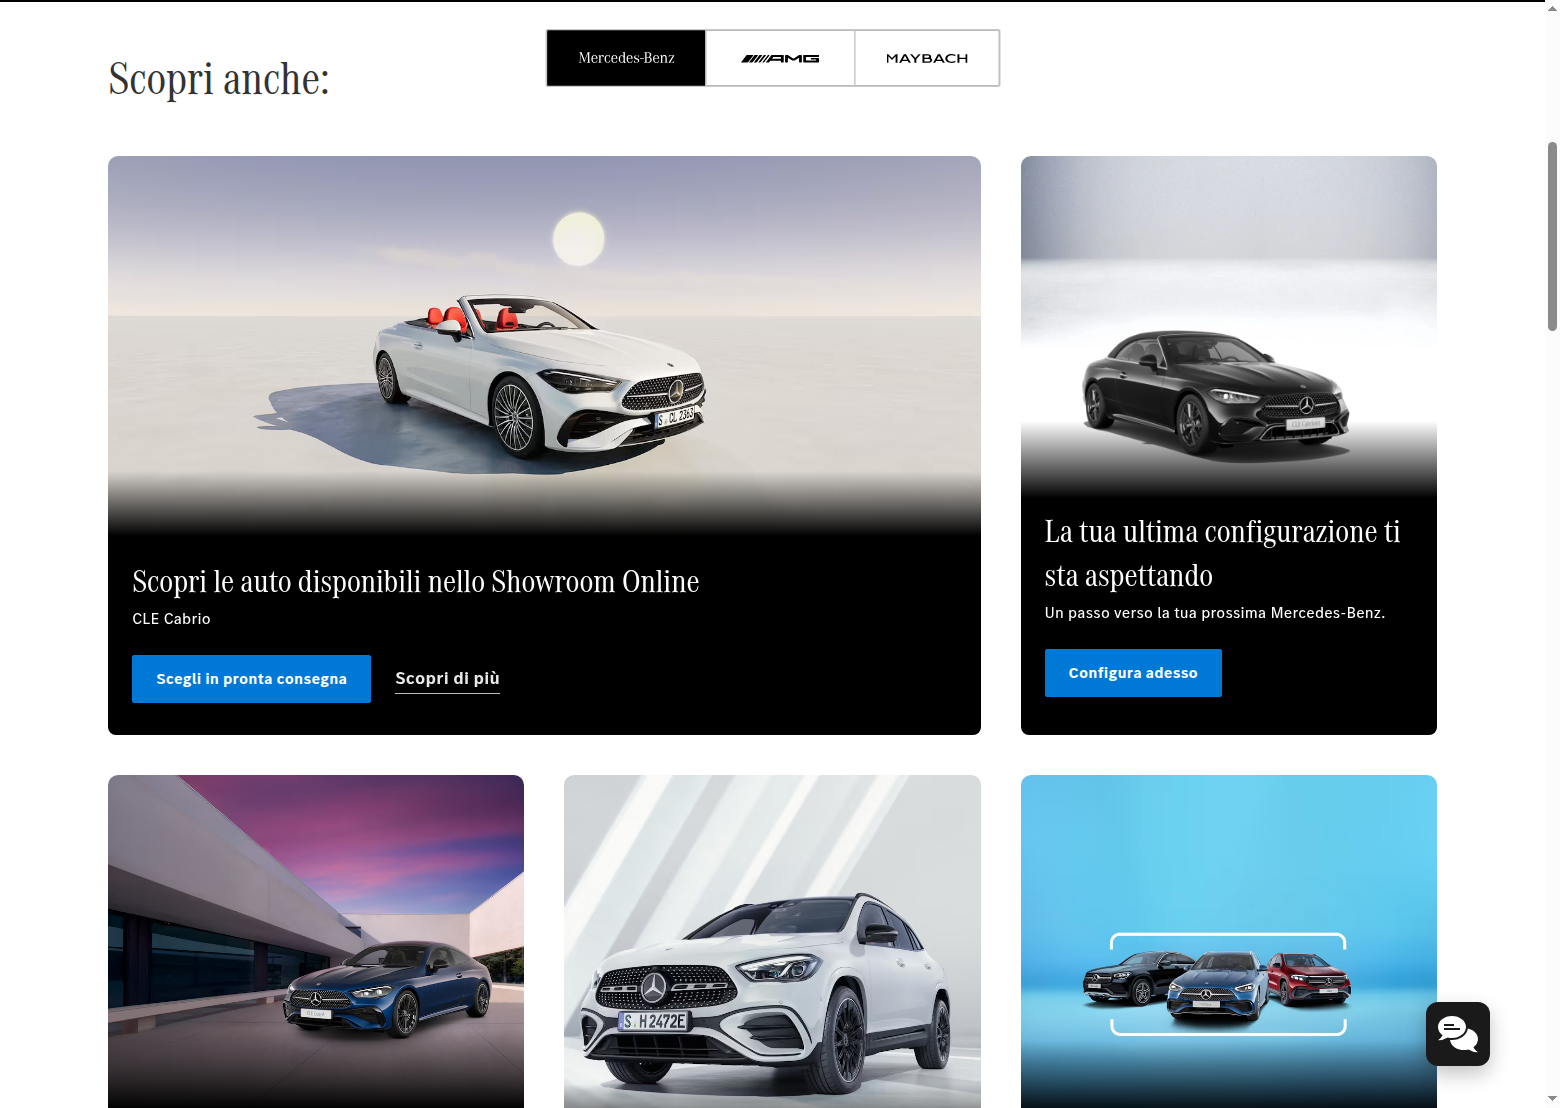 Scopri anche:
Mercedes-Benz
AMG
MAYBACH
S CL 2363
Scopri le auto disponibili nello Showroom Online
CLE Cabrio
Scegli in pronta consegna
Scopri di più
La tua ultima configurazione ti
sta aspettando
Un passo verso la tua prossima Mercedes-Benz.
Configura adesso
S H 2472E